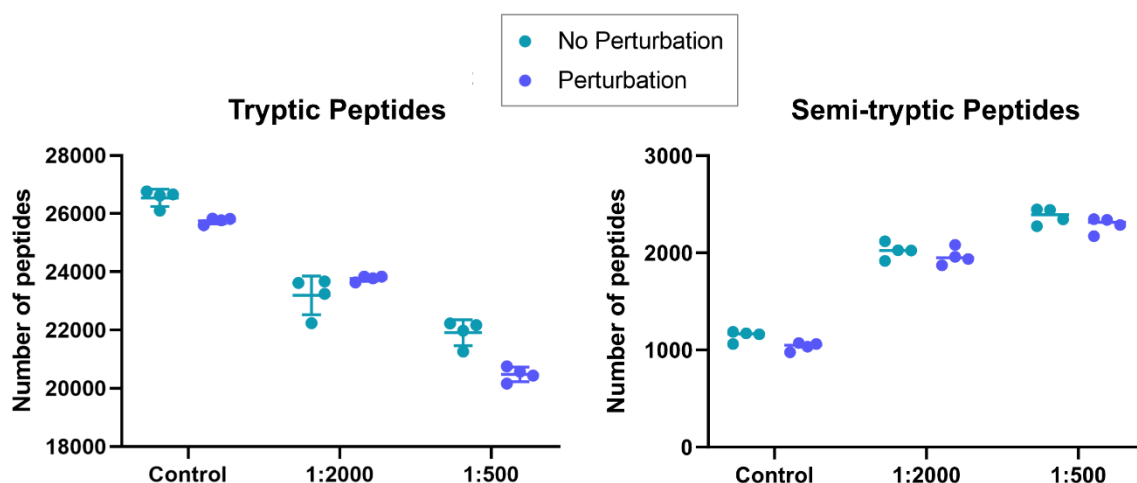 No Perturbation
Perturbation
Tryptic Peptides
Number of peptides
28000
26000
24000
22000
20000
18000
Control
1:2000
1:500
Semi-tryptic Peptides
Number of peptides
3000
2000
1000
0
Control
1:2000
1:500